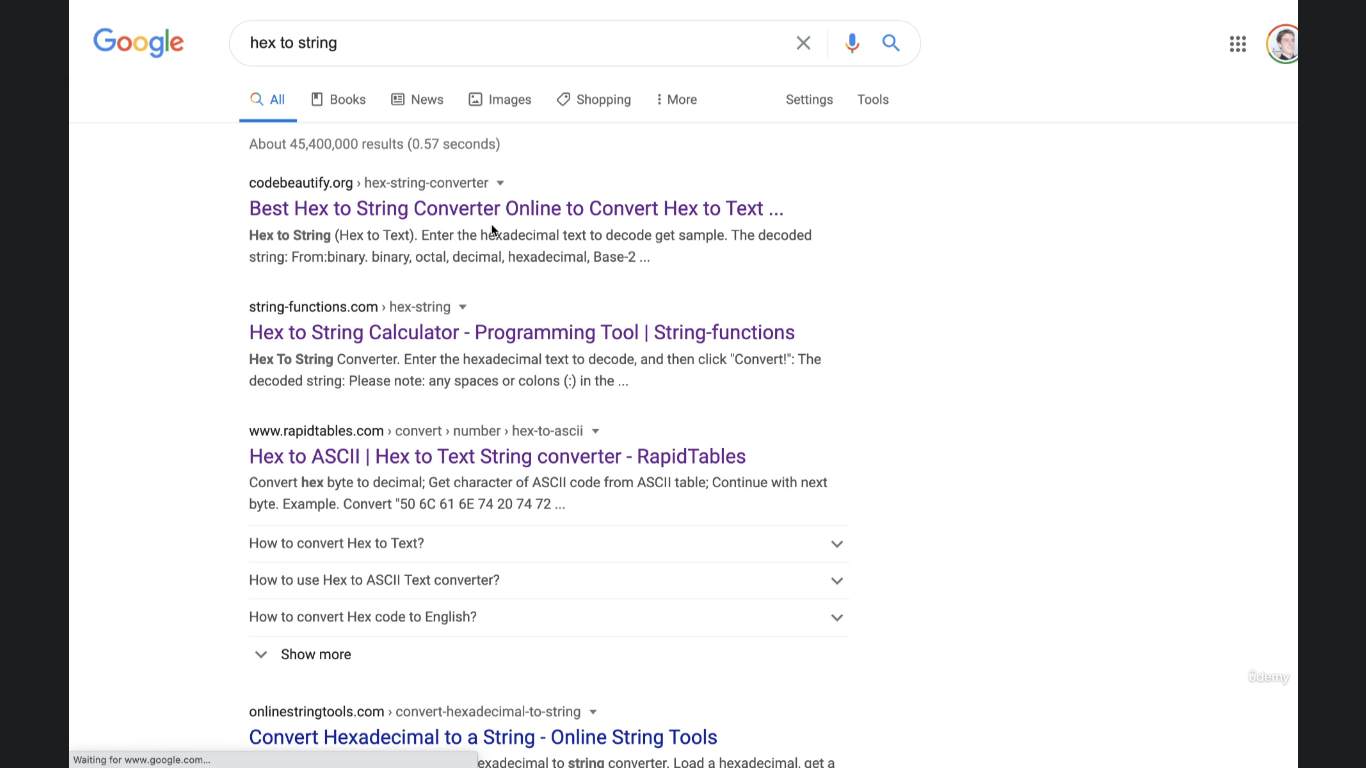 Google
hex to string
All Books News Images Shopping More Settings Tools
About 45,400,000 results (0.57 seconds)
codebeautify.org › hex-string-converter
Best Hex to String Converter Online to Convert Hex to Text ...
Hex to String (Hex to Text). Enter the hexadecimal text to decode get sample. The decoded
string: From:binary. binary, octal, decimal, hexadecimal, Base-2 ...
string-functions.com › hex-string
Hex to String Calculator - Programming Tool | String-functions
Hex To String Converter. Enter the hexadecimal text to decode, and then click "Convert!": The
decoded string: Please note: any spaces or colons (:) in the ...
www.rapidtables.com › convert › number › hex-to-ascii
Hex to ASCII | Hex to Text String converter - RapidTables
Convert hex byte to decimal; Get character of ASCII code from ASCII table; Continue with next
byte. Example. Convert "50 6C 61 6E 74 20 74 72 ...
How to convert Hex to Text?
How to use Hex to ASCII Text converter?
How to convert Hex code to English?
Show more
ûdemy
onlinestringtools.com › convert-hexadecimal-to-string
Convert Hexadecimal to a String - Online String Tools
Waiting for www.google.com...
exadecimal to string converter. Load a hexadecimal, get a